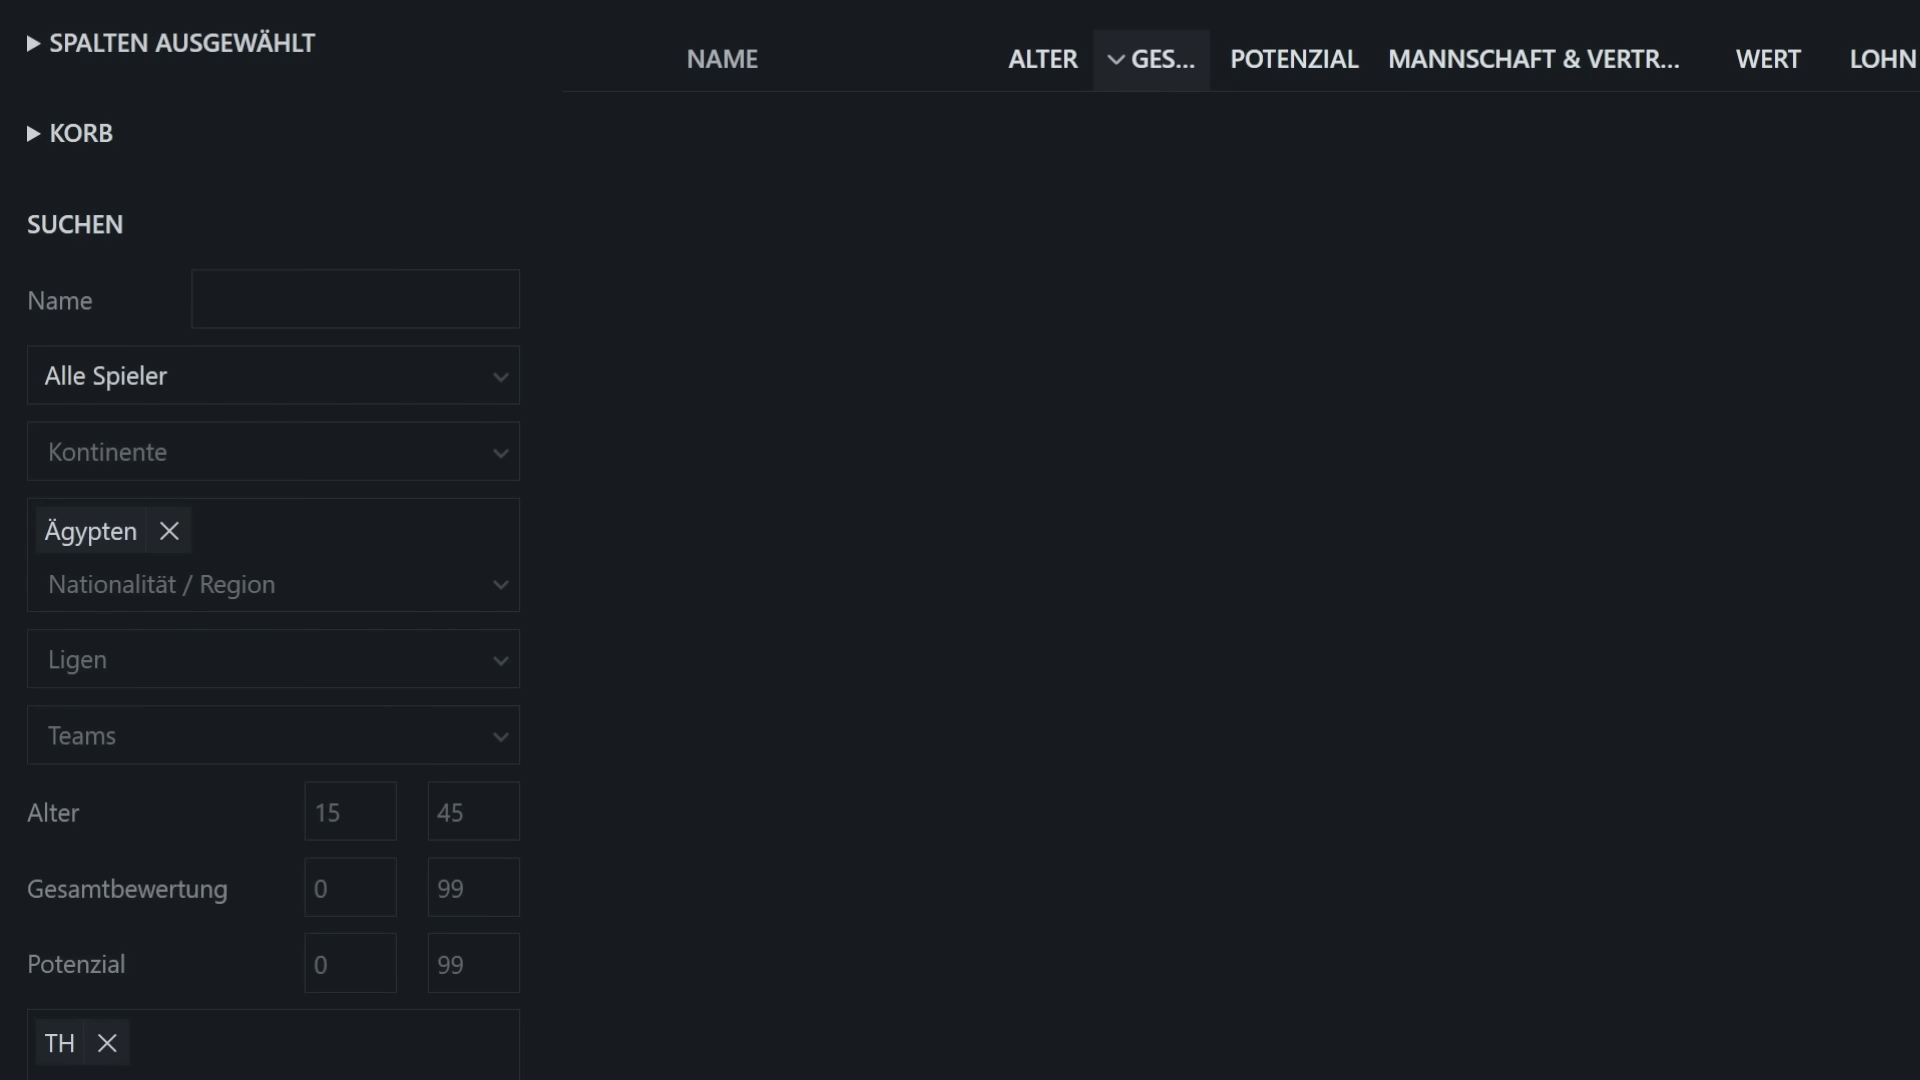 SPALTEN AUSGEWÄHLT
KORB
SUCHEN
Name
Alle Spieler
Kontinente
Ägypten
Nationalität / Region
Ligen
Teams
Alter 15 45
Gesamtbewertung 0 99
Potenzial 0 99
TH
NAME ALTER GES... POTENZIAL MANNSCHAFT & VERTR... WERT LOHN